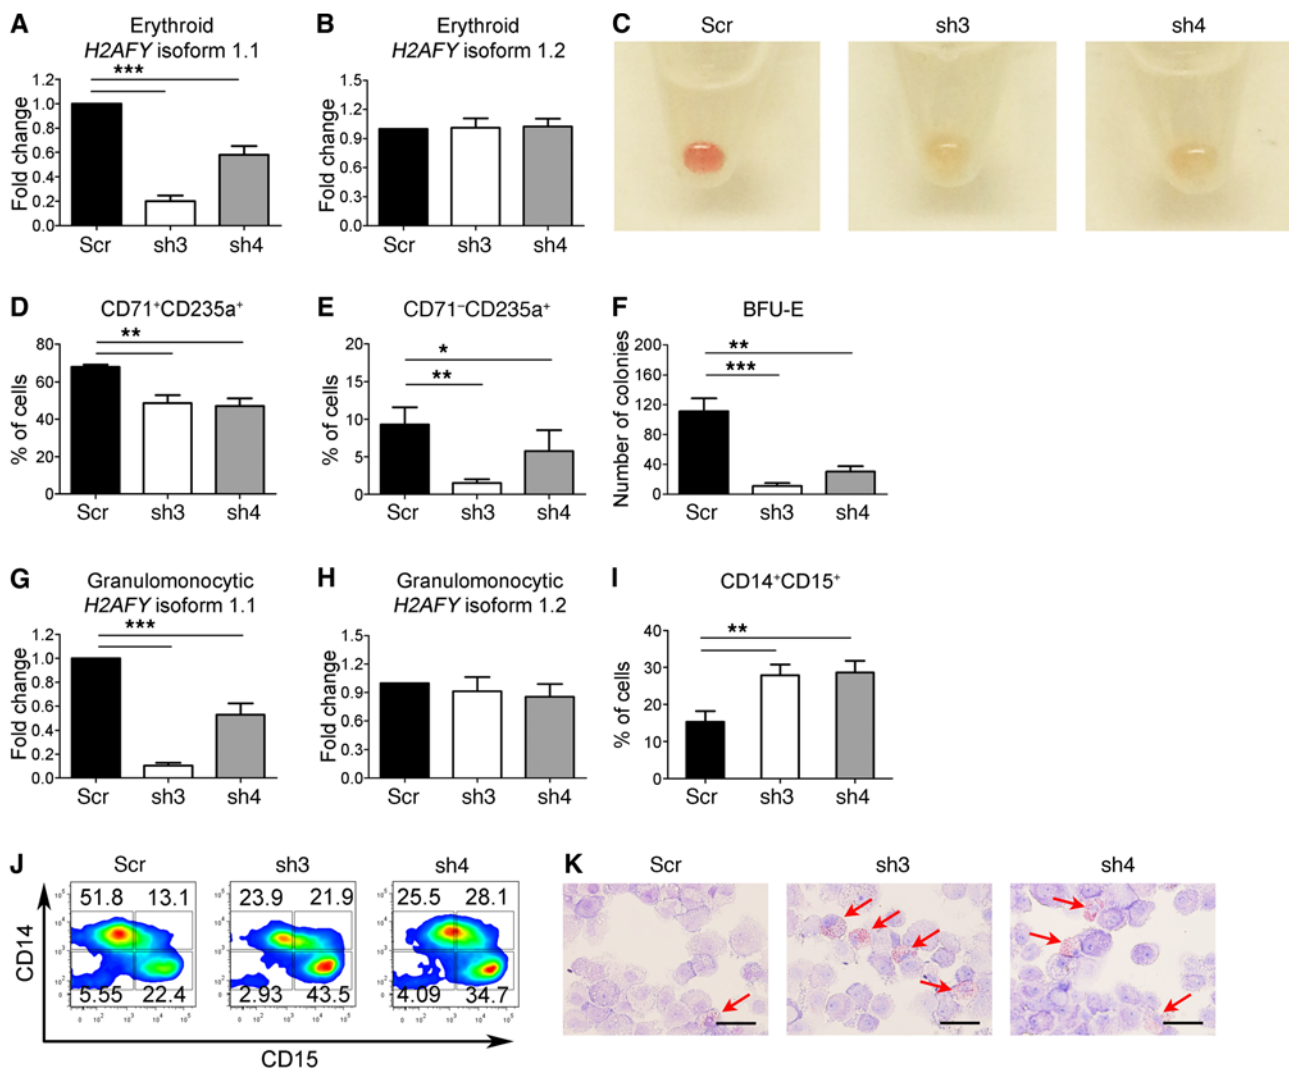 A
Erythroid
H2AFY isoform 1.1
Fold change
1.2
1.0
0.8
0.6
0.4
0.2
0.0
***
Scr sh3 sh4
B
Erythroid
H2AFY isoform 1.2
Fold change
1.5
1.2
0.9
0.6
0.3
0.0
Scr sh3 sh4
C
Scr sh3 sh4
D
CD71⁺CD235a⁺
% of cells
80
60
40
20
0
**
Scr sh3 sh4
E
CD71⁻CD235a⁺
% of cells
20
15
10
5
0
*
**
Scr sh3 sh4
F
BFU-E
Number of colonies
200
160
120
80
40
0
**
***
Scr sh3 sh4
G
Granulomonocytic
H2AFY isoform 1.1
Fold change
1.2
1.0
0.8
0.6
0.4
0.2
0.0
***
Scr sh3 sh4
H
Granulomonocytic
H2AFY isoform 1.2
Fold change
1.5
1.2
0.9
0.6
0.3
0.0
Scr sh3 sh4
I
CD14⁺CD15⁺
% of cells
40
30
20
10
0
**
Scr sh3 sh4
J
Scr sh3 sh4
CD14
51.8 13.1
5.55 22.4
23.9 21.9
2.93 43.5
25.5 28.1
4.09 34.7
CD15
K
Scr sh3 sh4